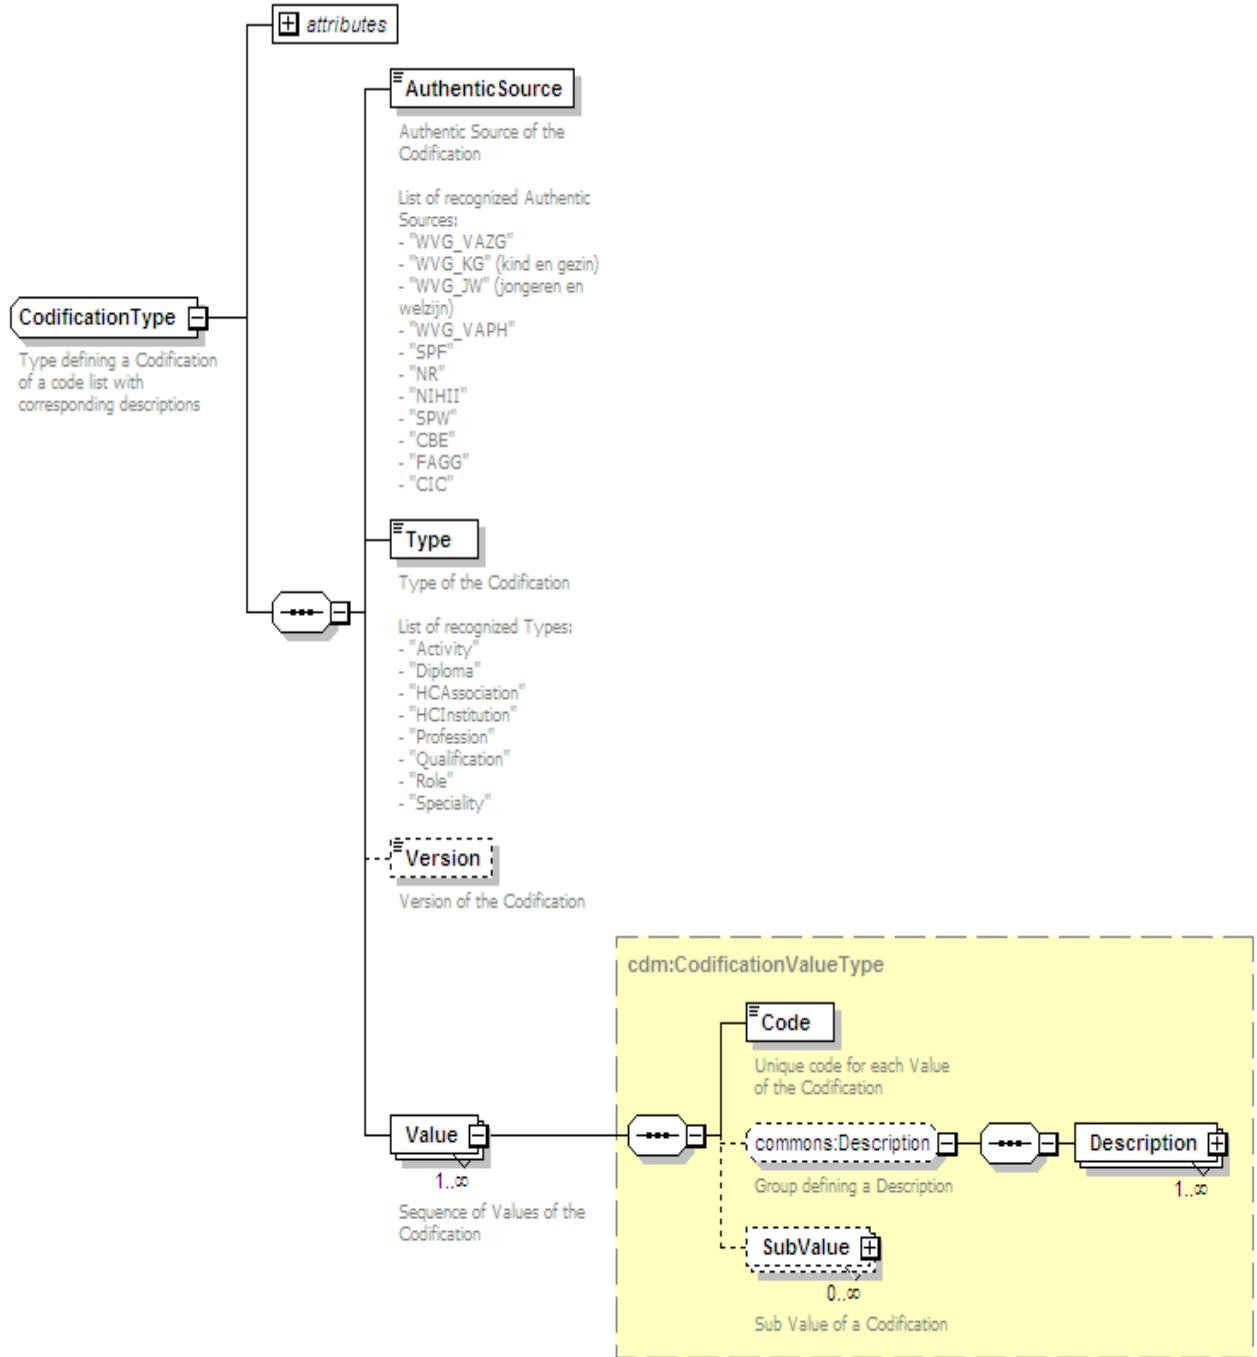 attributes
AuthenticSource
Authentic Source of the
Codification
List of recognized Authentic
Sources:
- "WVG_VAZG"
- "WVG_KG" (kind en gezin)
- "WVG_JW" (jongeren en
welzijn)
- "WVG_VAPH"
- "SPF"
- "NR"
- "NIHII"
- "SPW"
- "CBE"
- "FAGG"
- "CIC"
CodificationType
Type defining a Codification
of a code list with
corresponding descriptions
Type
Type of the Codification
List of recognized Types:
- "Activity"
- "Diploma"
- "HCAssociation"
- "HCInstitution"
- "Profession"
- "Qualification"
- "Role"
- "Speciality"
Version
Version of the Codification
cdm:CodificationValueType
Code
Unique code for each Value
of the Codification
Value
1..∞
Sequence of Values of the
Codification
commons:Description
Group defining a Description
Description
1..∞
SubValue
0..∞
Sub Value of a Codification